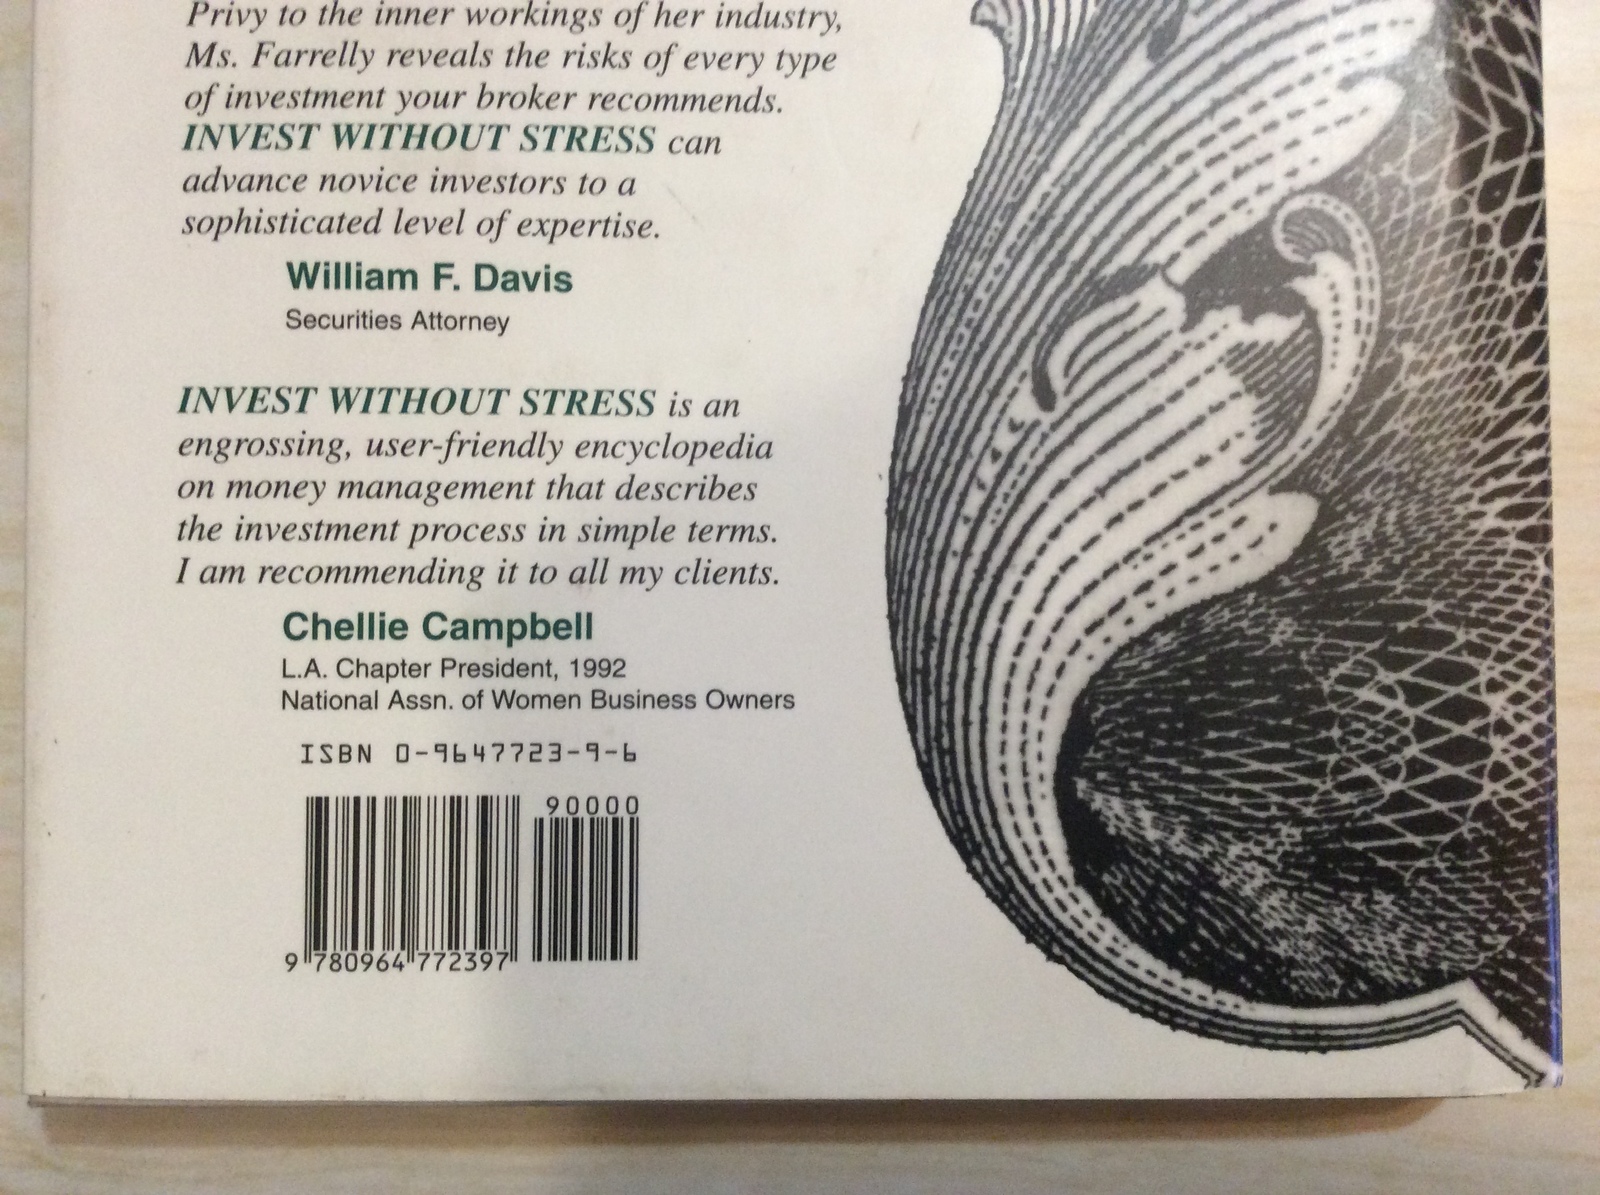 Privy to the inner workings of her industry,
Ms. Farrelly reveals the risks of every type
of investment your broker recommends.
INVEST WITHOUT STRESS can
advance novice investors to a
sophisticated level of expertise.
William F. Davis
Securities Attorney
INVEST WITHOUT STRESS is an
engrossing, user-friendly encyclopedia
on money management that describes
the investment process in simple terms.
I am recommending it to all my clients.
Chellie Campbell
L.A. Chapter President, 1992
National Assn. of Women Business Owners
ISBN 0-9647723-9-6
90000
9 780964 772397